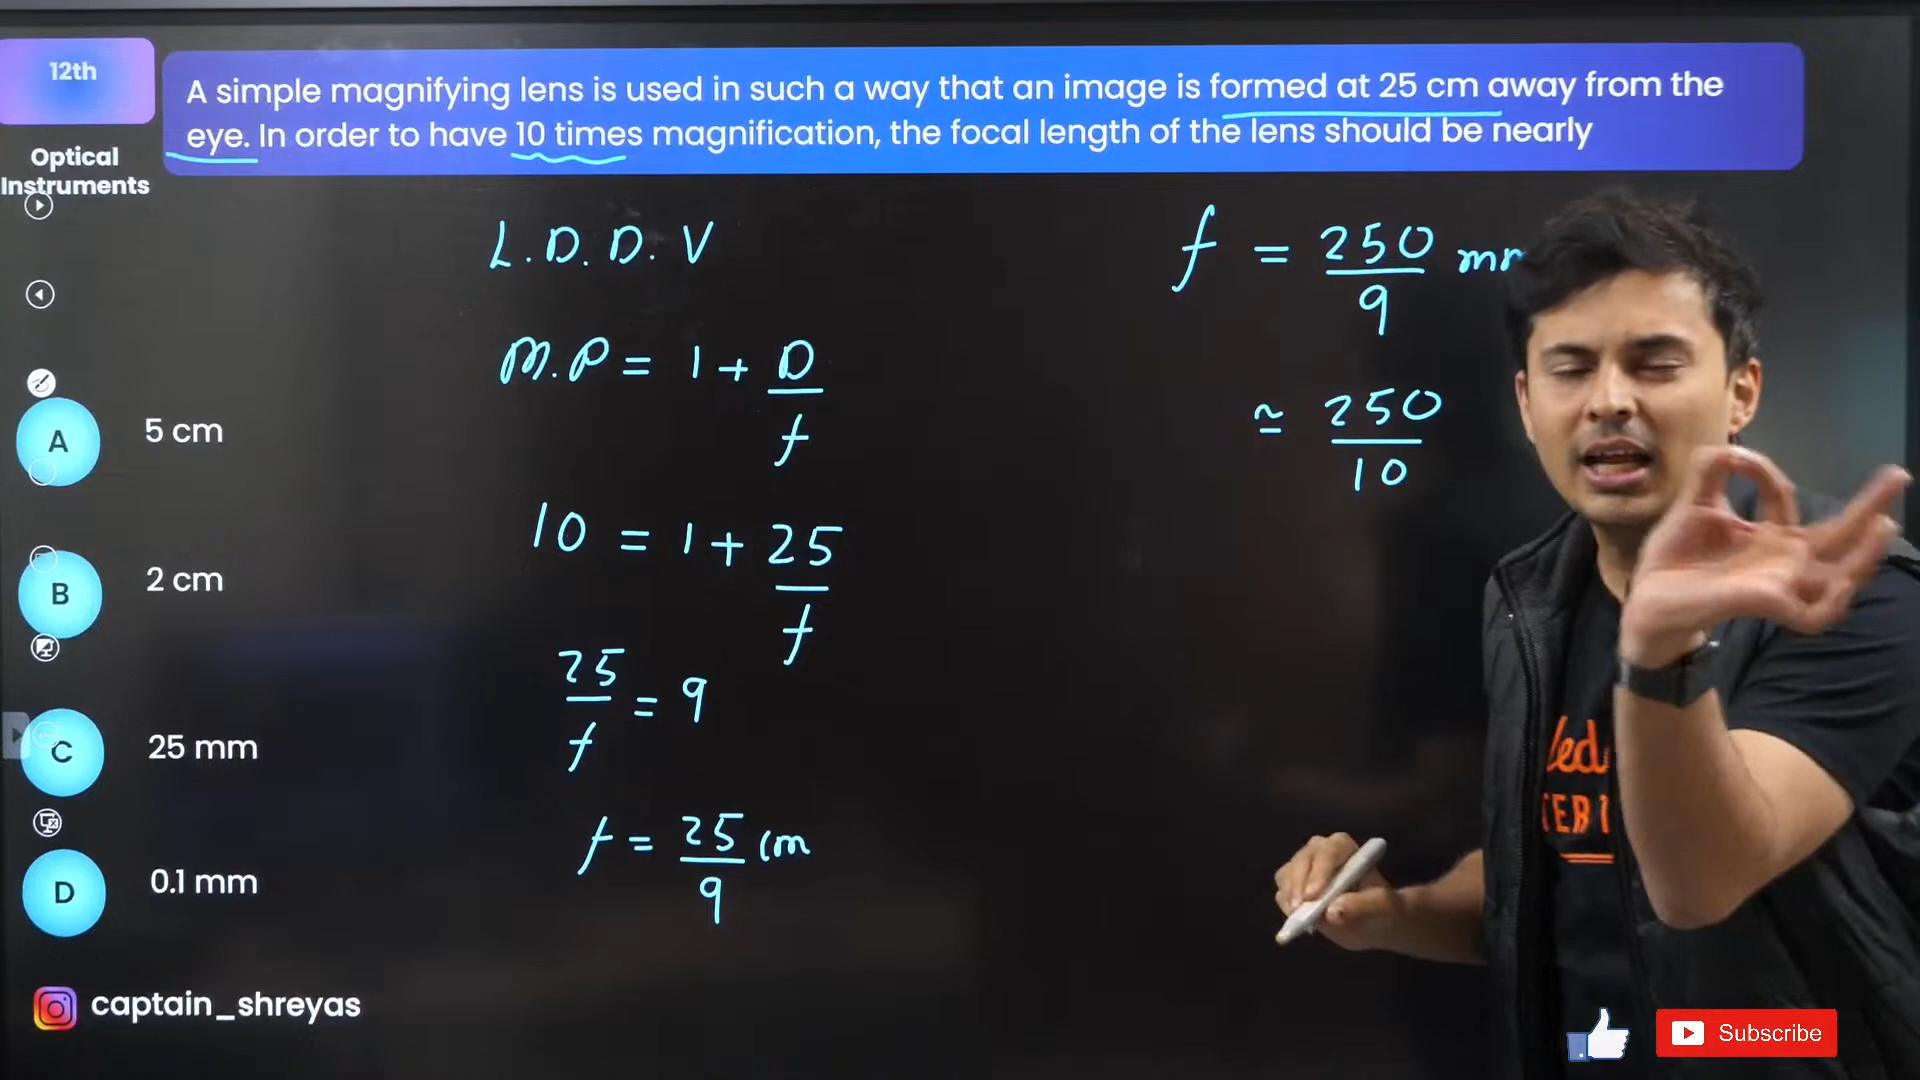 12th
A simple magnifying lens is used in such a way that an image is formed at 25 cm away from the
eye. In order to have 10 times magnification, the focal length of the lens should be nearly
Optical
Instruments
L.D.D.V
M.P = 1 + D/f
10 = 1 + 25/f
25/f = 9
f = 25/9 cm
f = 250/9 mm
≃ 250/10
A 5 cm
B 2 cm
C 25 mm
D 0.1 mm
captain_shreyas
Subscribe